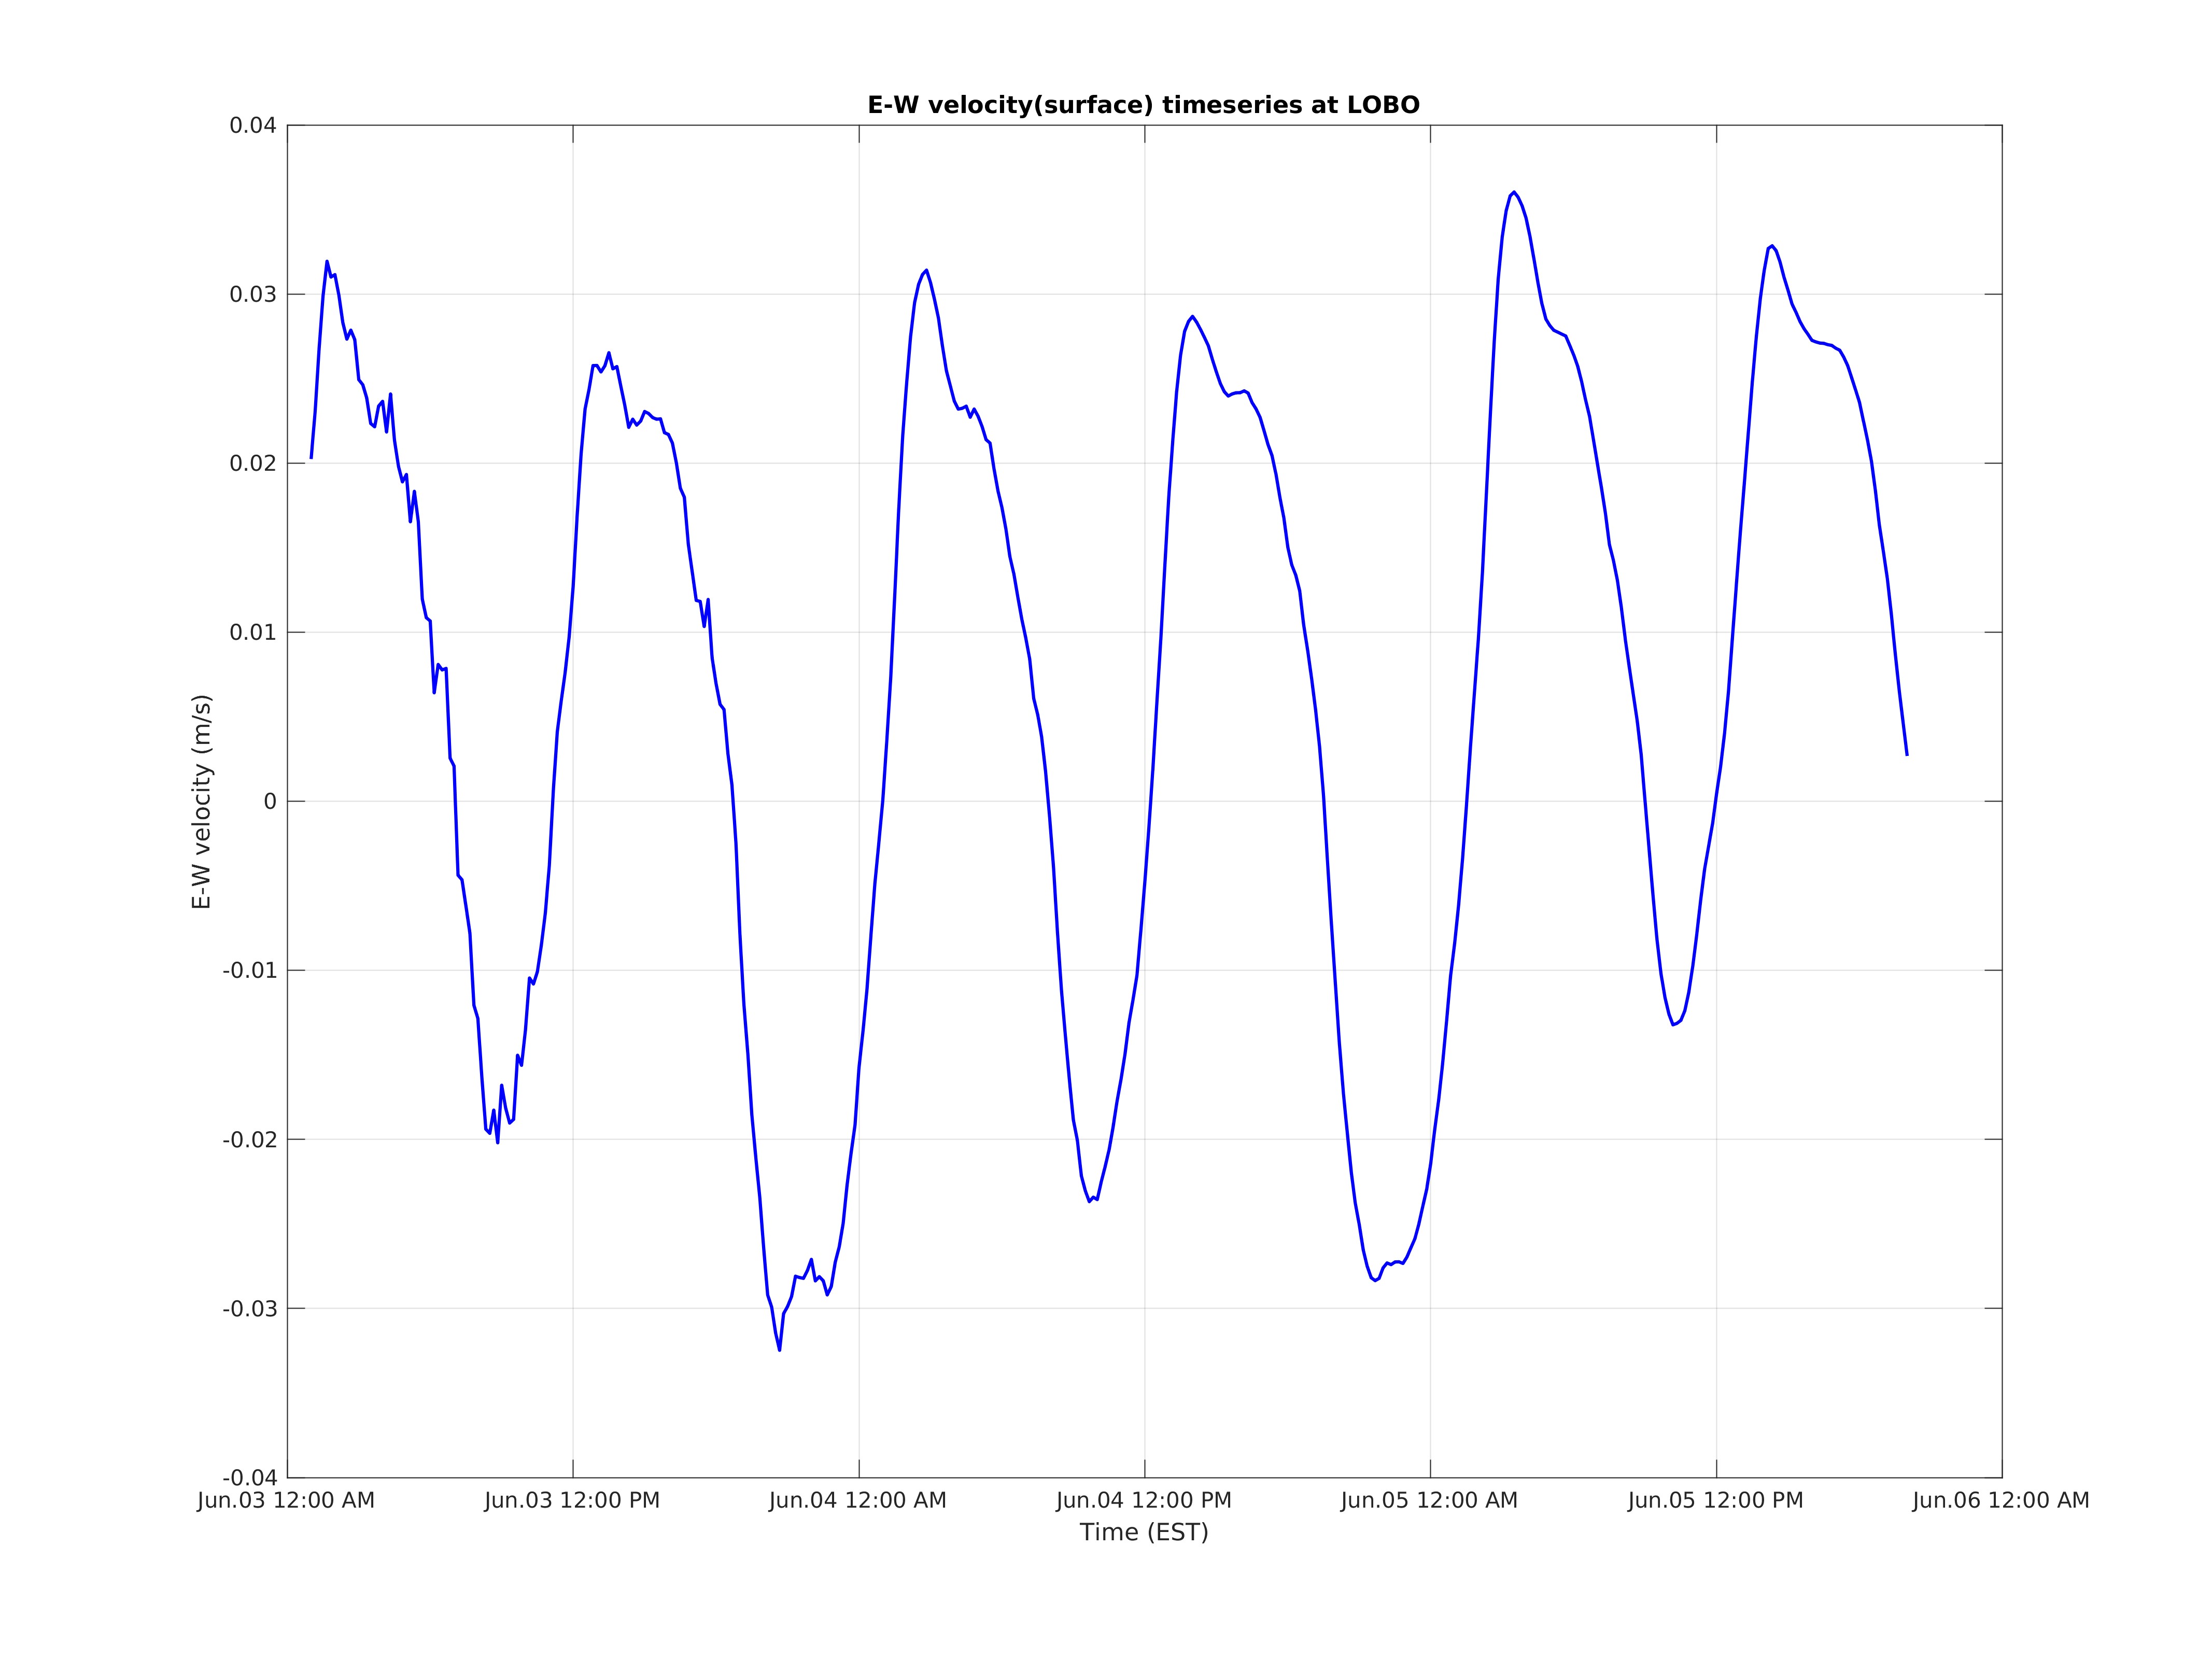 E-W velocity(surface) timeseries at LOBO
0.04
0.03
0.02
0.01
0
-0.01
-0.02
-0.03
-0.04
E-W velocity (m/s)
Jun.03 12:00 AM Jun.03 12:00 PM Jun.04 12:00 AM Jun.04 12:00 PM Jun.05 12:00 AM Jun.05 12:00 PM Jun.06 12:00 AM
Time (EST)